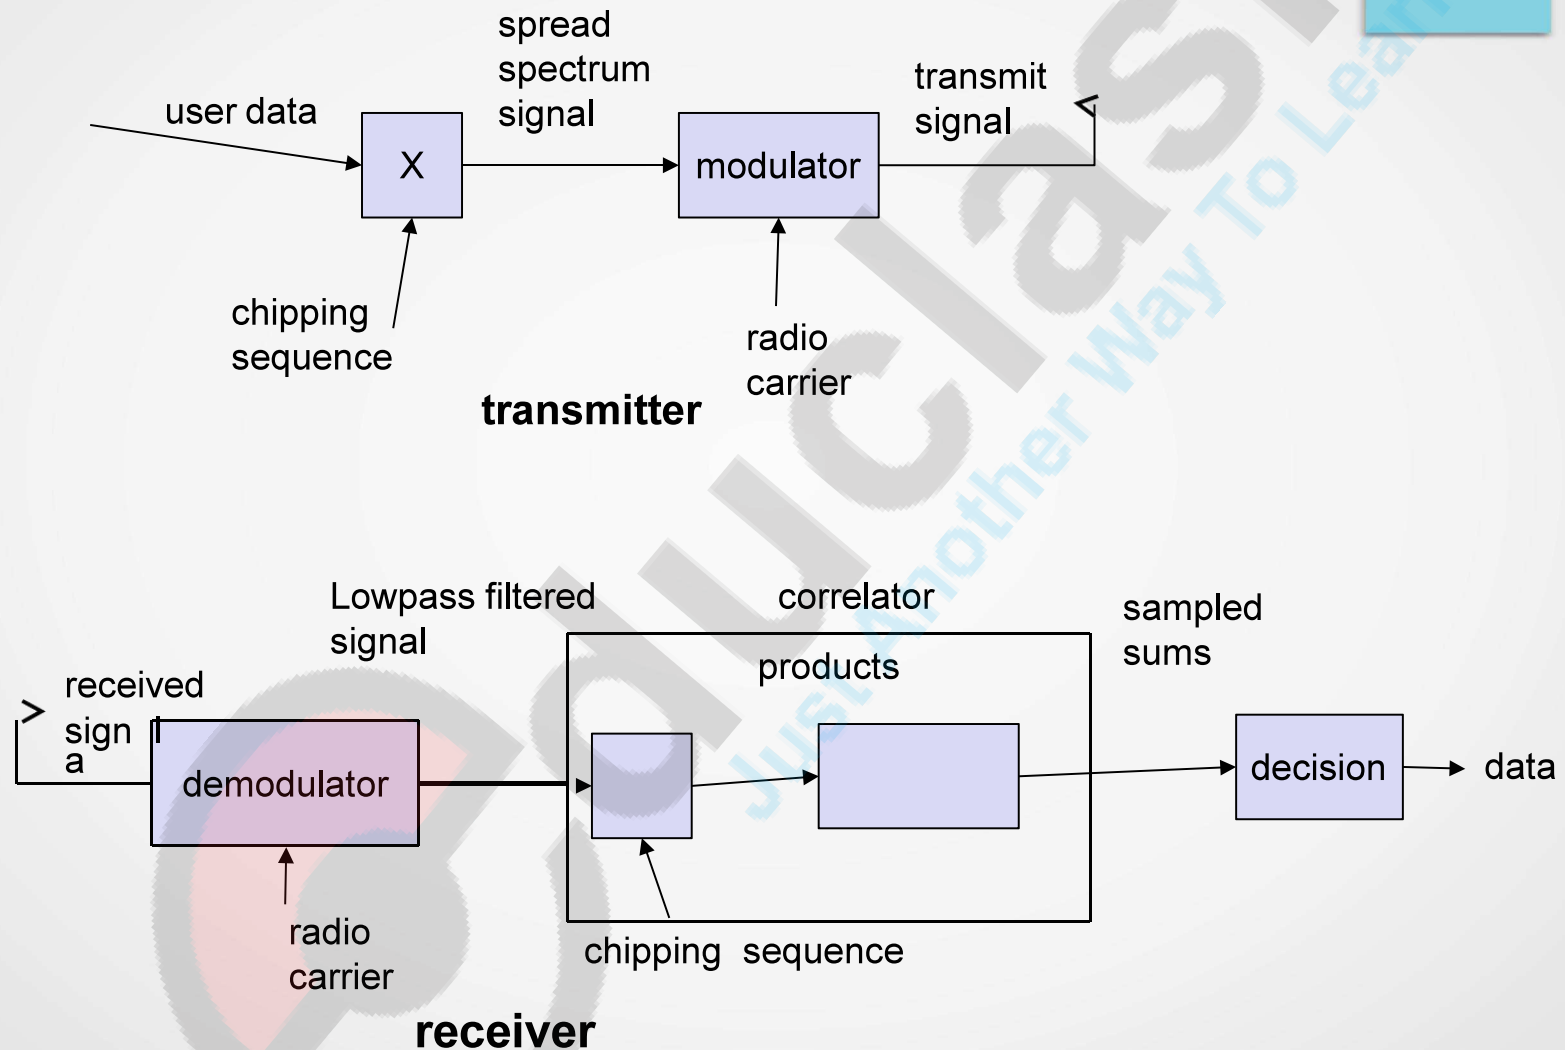 spread
spectrum
signal
user data
X
modulator
transmit
signal
chipping
sequence
radio
carrier
transmitter
Lowpass filtered
signal
correlator
products
sampled
sums
received
sign l
a
demodulator
decision
data
radio
carrier
chipping sequence
receiver
educlash
Just Another Way To Learn